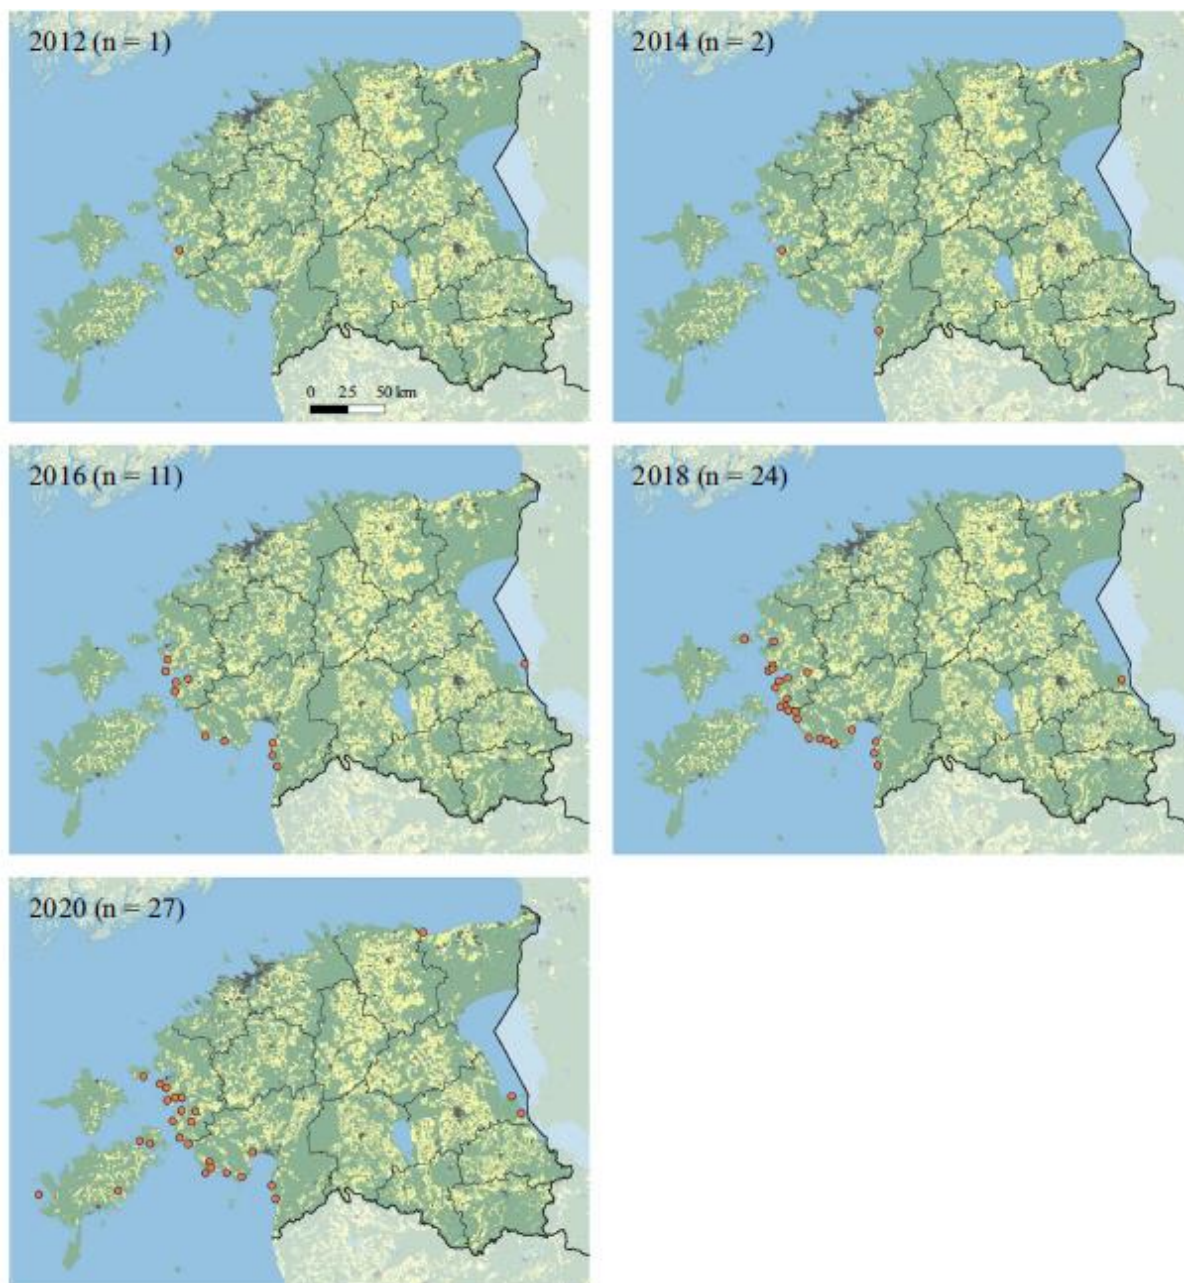 2012 (n = 1)
2014 (n = 2)
0 25 50 km
2016 (n = 11)
2018 (n = 24)
2020 (n = 27)